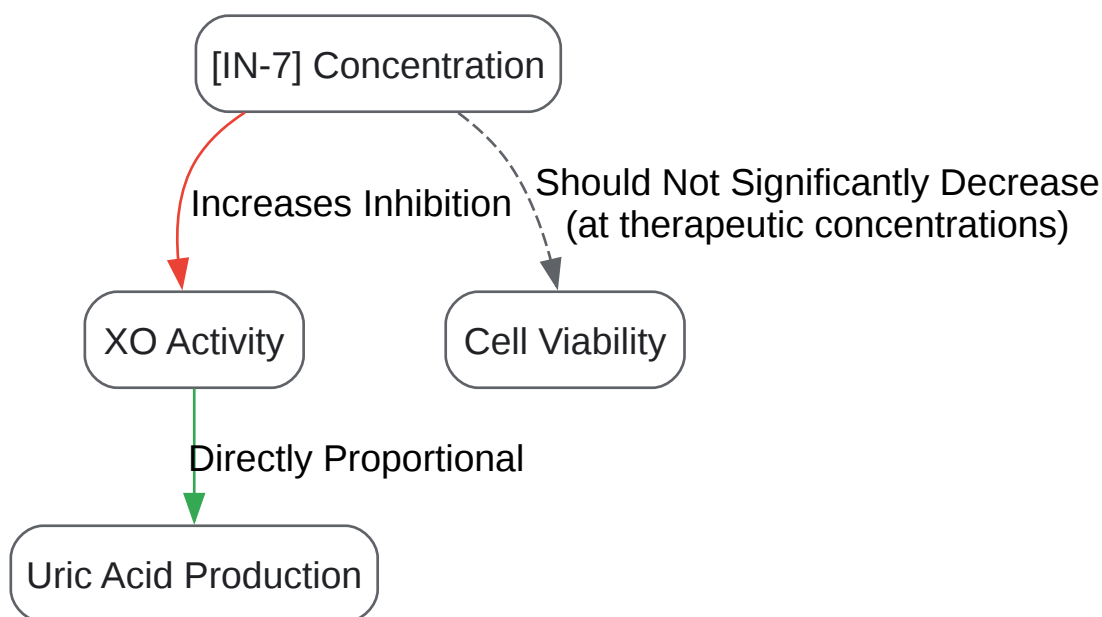 [IN-7] Concentration
Increases Inhibition
Should Not Significantly Decrease
(at therapeutic concentrations)
XO Activity
Cell Viability
Directly Proportional
Uric Acid Production